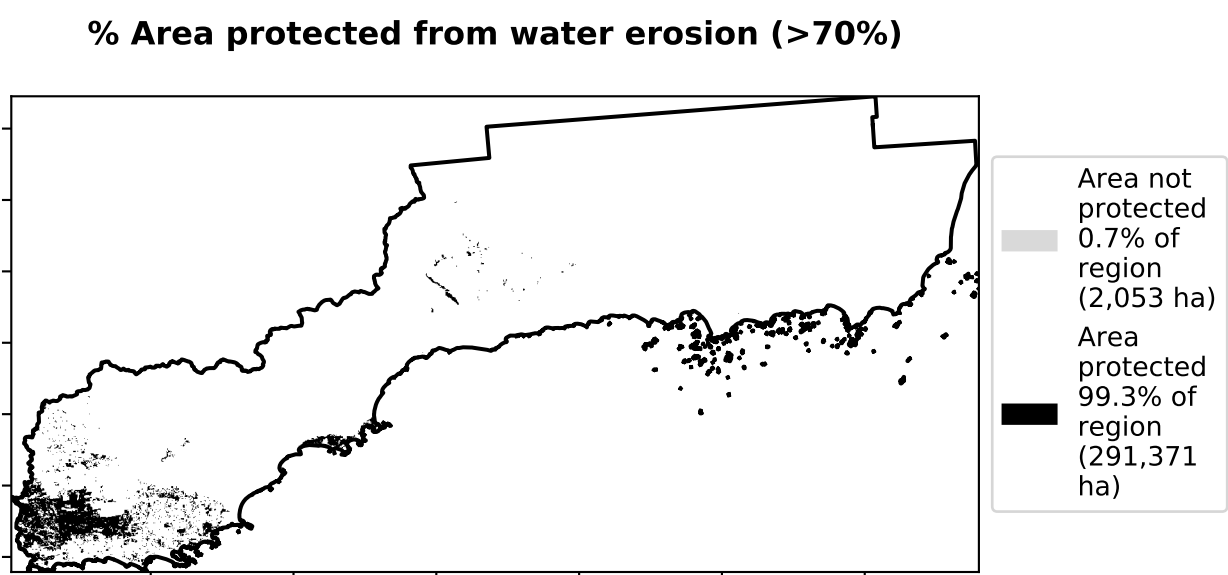 % Area protected from water erosion (>70%)
Area not
protected
0.7% of
region
(2,053 ha)
Area
protected
99.3% of
region
(291,371
ha)